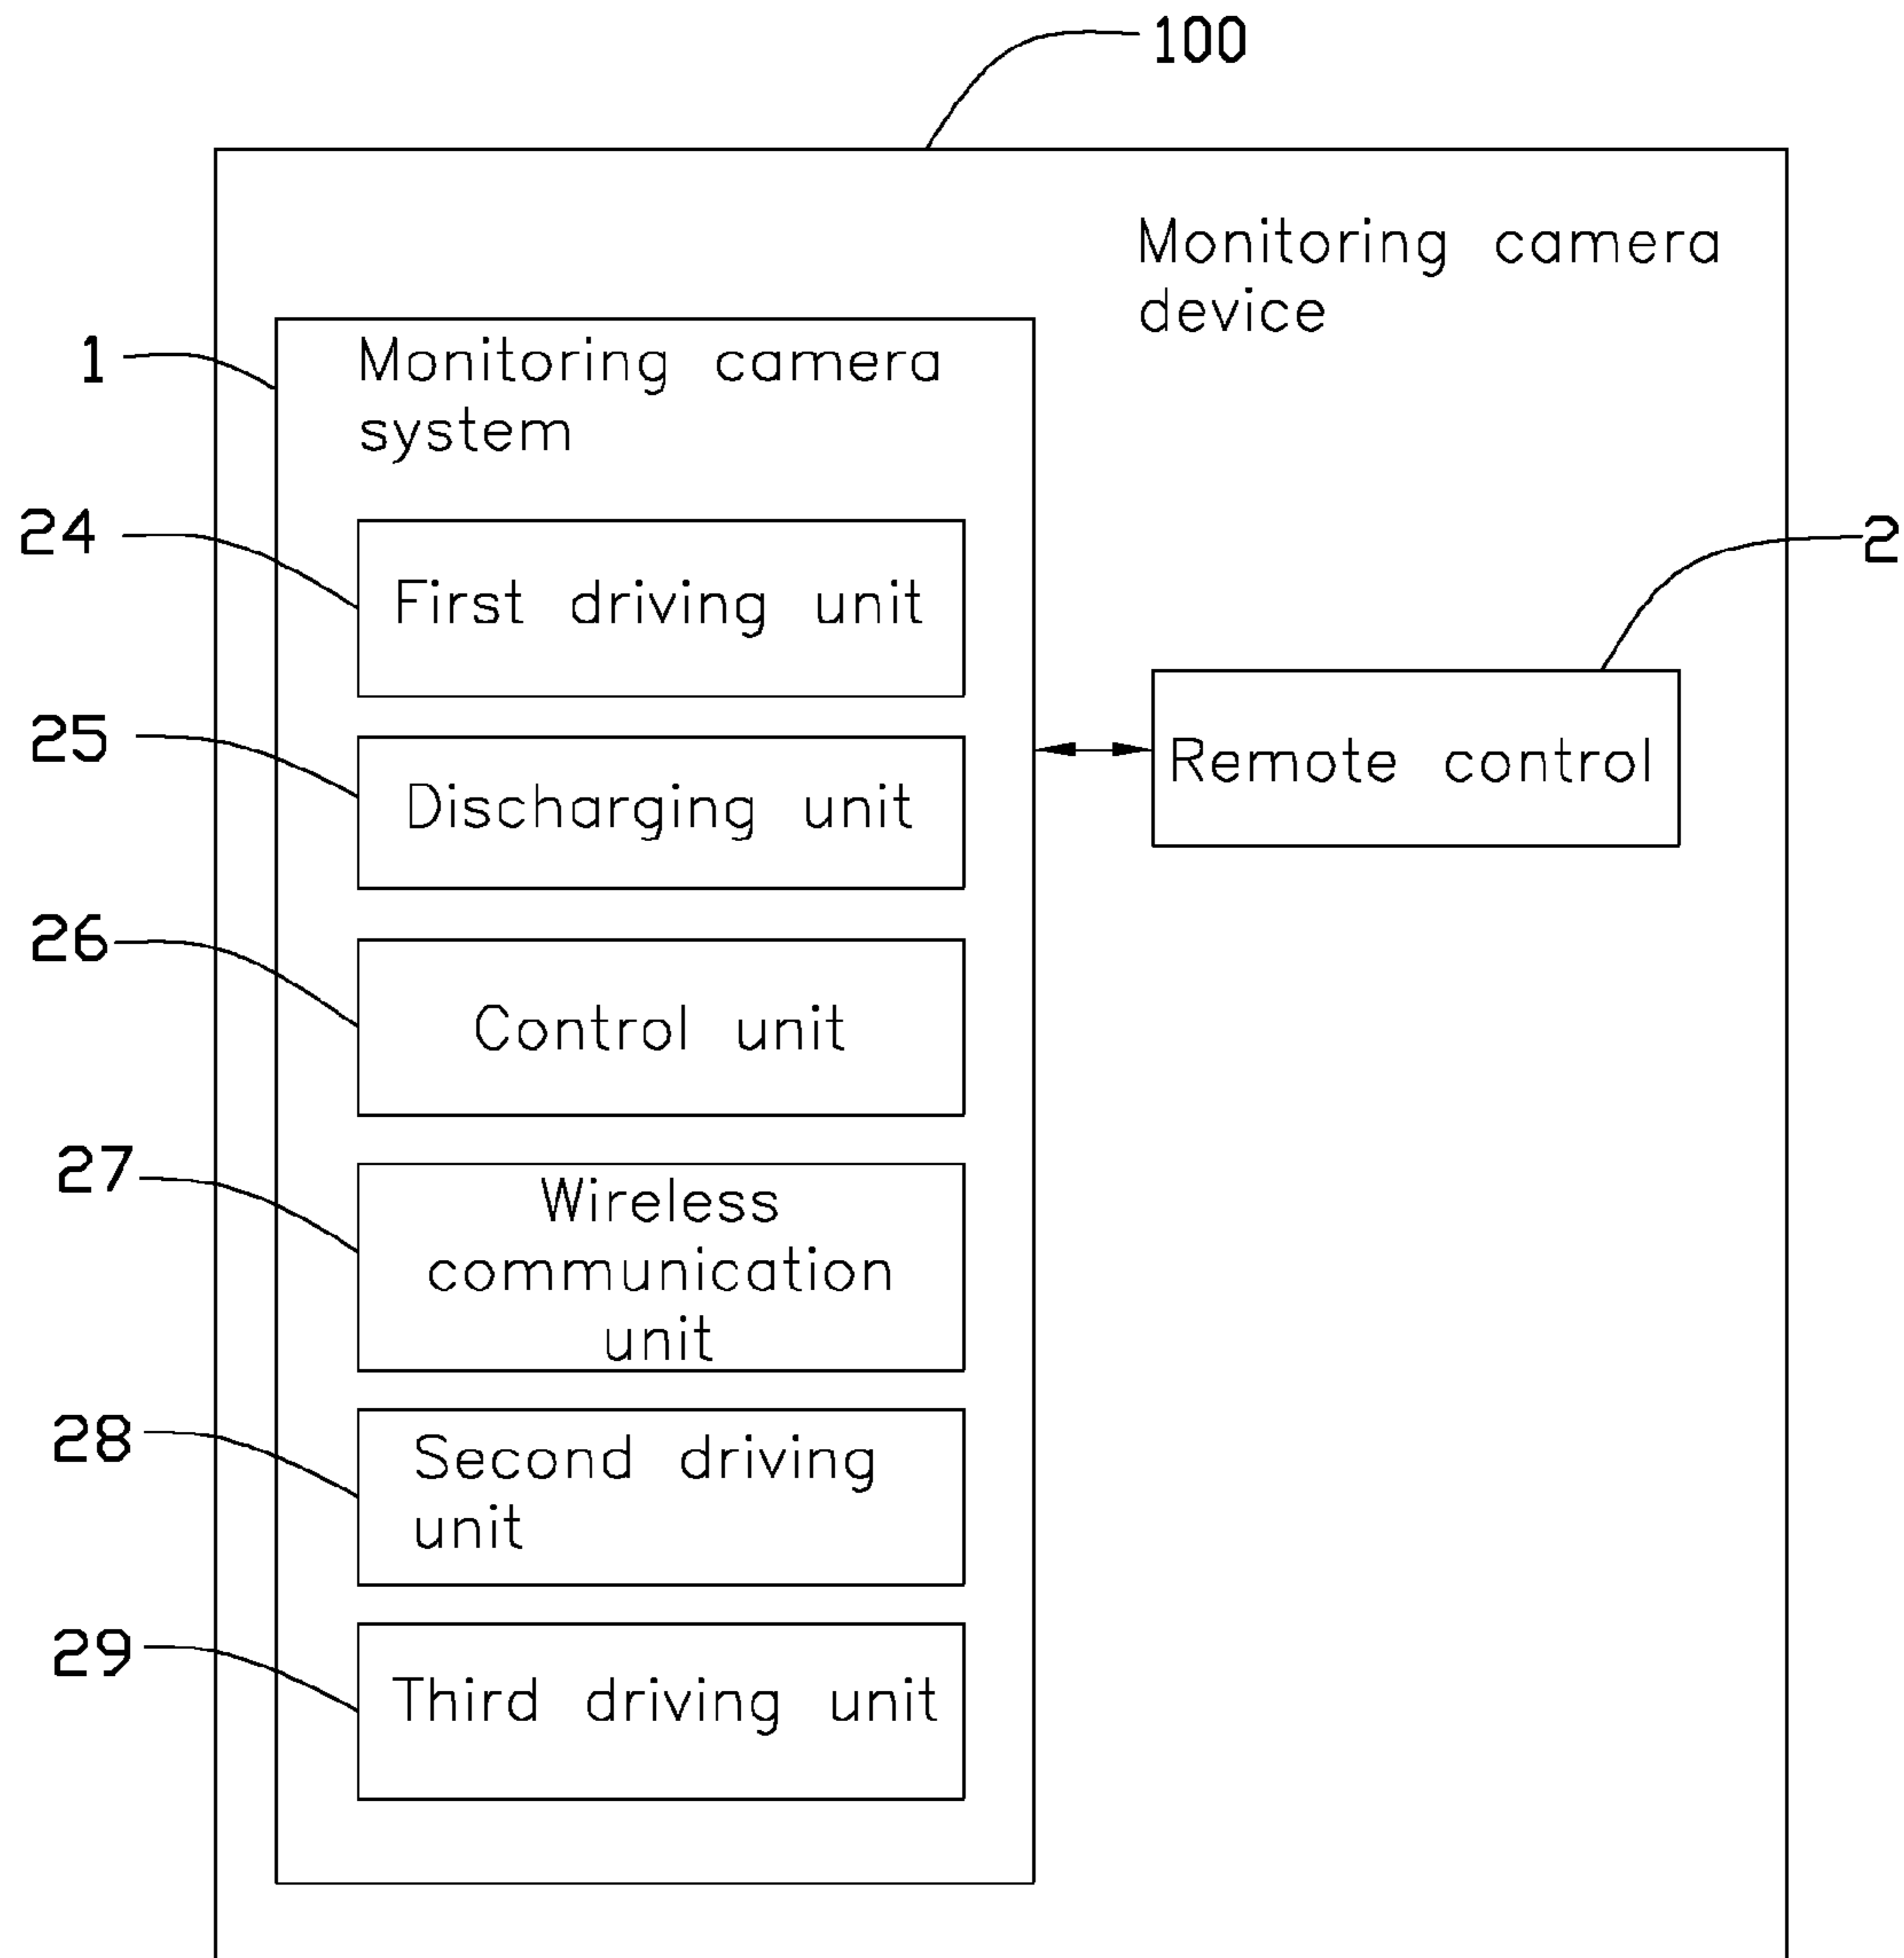 100
Monitoring camera
device
1
Monitoring camera
system
24
First driving unit
2
25
Discharging unit
Remote control
26
Control unit
27
Wireless
communication
unit
28
Second driving
unit
29
Third driving unit